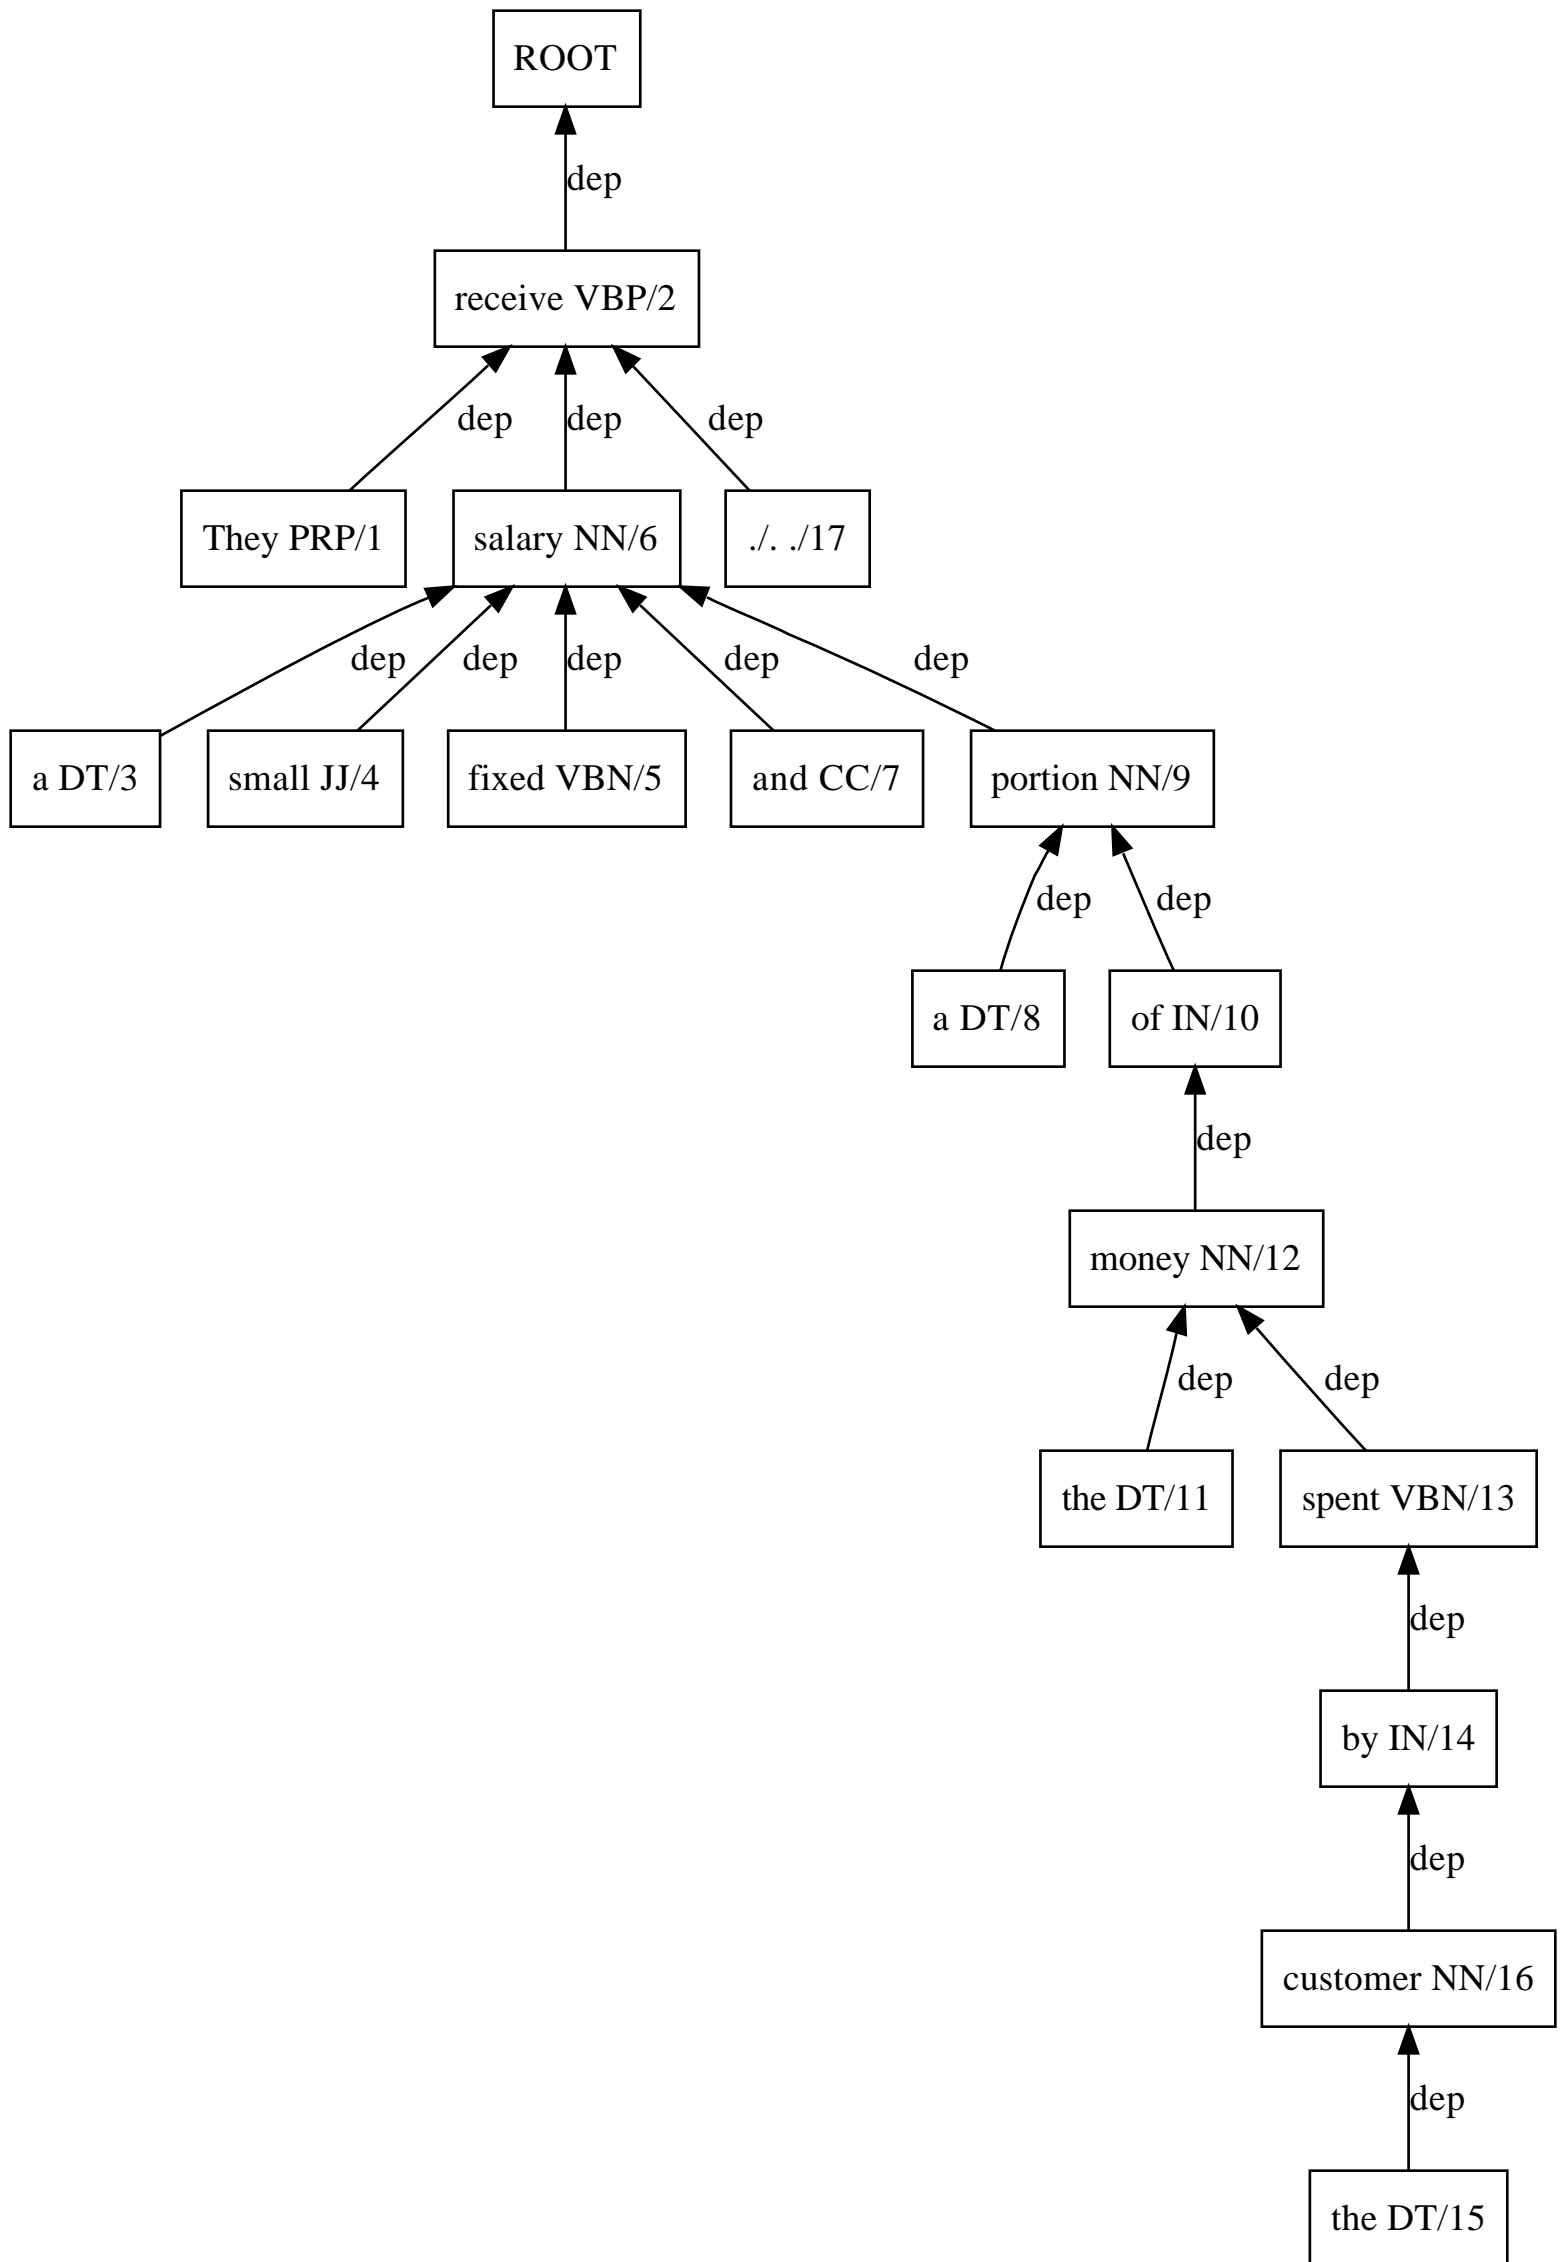 ROOT
dep
receive VBP/2
dep dep dep
They PRP/1 salary NN/6 ./. ./17
dep dep dep dep dep
a DT/3 small JJ/4 fixed VBN/5 and CC/7 portion NN/9
dep dep
a DT/8 of IN/10
dep
money NN/12
dep dep
the DT/11 spent VBN/13
dep
by IN/14
dep
customer NN/16
dep
the DT/15